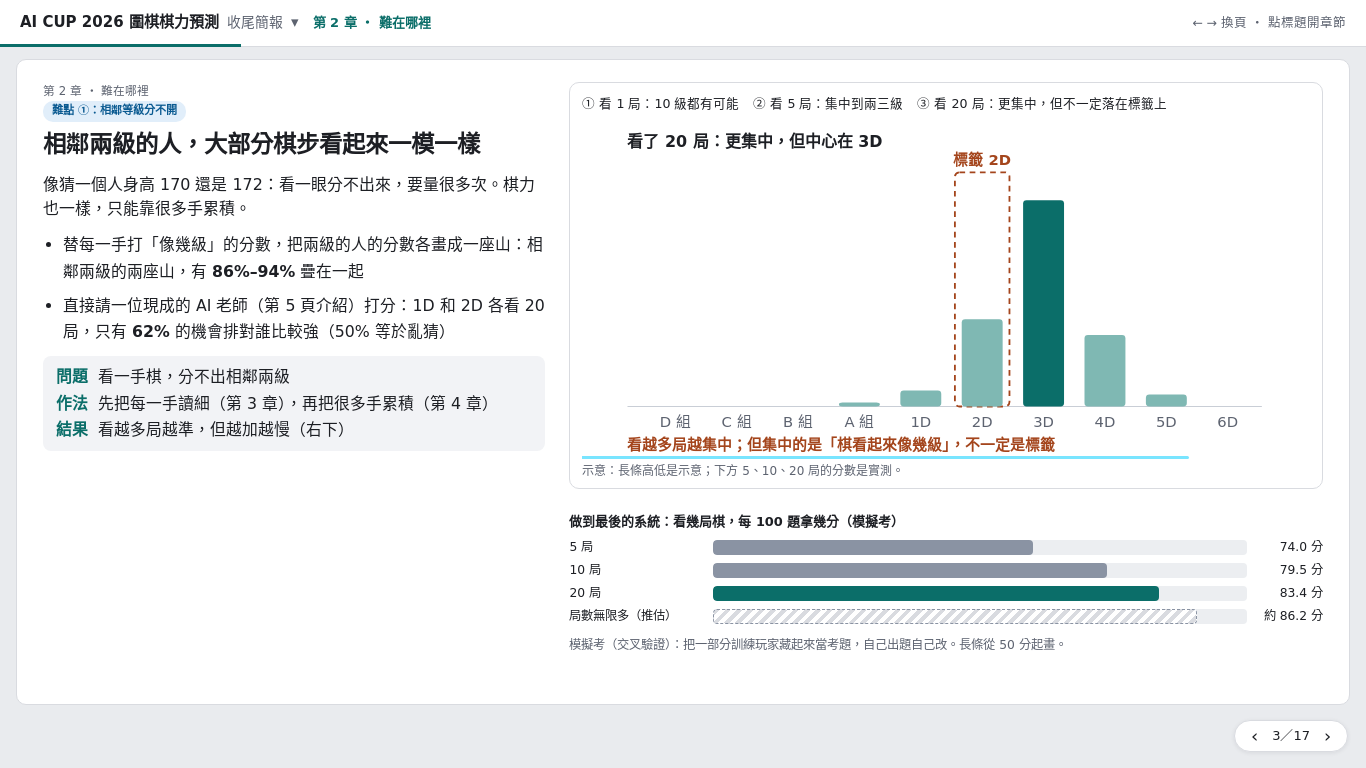 AI CUP 2026 圍棋棋力預測 收尾簡報 ▼ 第 2 章 · 難在哪裡
← → 換頁 · 點標題開章節
第 2 章 · 難在哪裡
難點 ①：相鄰等級分不開
相鄰兩級的人，大部分棋步看起來一模一樣
像猜一個人身高 170 還是 172：看一眼分不出來，要量很多次。棋力
也一樣，只能靠很多手累積。
• 替每一手打「像幾級」的分數，把兩級的人的分數各畫成一座山：相
鄰兩級的兩座山，有 86%–94% 疊在一起
• 直接請一位現成的 AI 老師（第 5 頁介紹）打分：1D 和 2D 各看 20
局，只有 62% 的機會排對誰比較強（50% 等於亂猜）
問題 看一手棋，分不出相鄰兩級
作法 先把每一手讀細（第 3 章），再把很多手累積（第 4 章）
結果 看越多局越準，但越加越慢（右下）
① 看 1 局：10 級都有可能 ② 看 5 局：集中到兩三級 ③ 看 20 局：更集中，但不一定落在標籤上
看了 20 局：更集中，但中心在 3D
標籤 2D
D 組 C 組 B 組 A 組 1D 2D 3D 4D 5D 6D
看越多局越集中；但集中的是「棋看起來像幾級」，不一定是標籤
示意：長條高低是示意；下方 5、10、20 局的分數是實測。
做到最後的系統：看幾局棋，每 100 題拿幾分（模擬考）
5 局 74.0 分
10 局 79.5 分
20 局 83.4 分
局數無限多（推估） 約 86.2 分
模擬考（交叉驗證）：把一部分訓練玩家藏起來當考題，自己出題自己改。長條從 50 分起畫。
‹ 3／17 ›